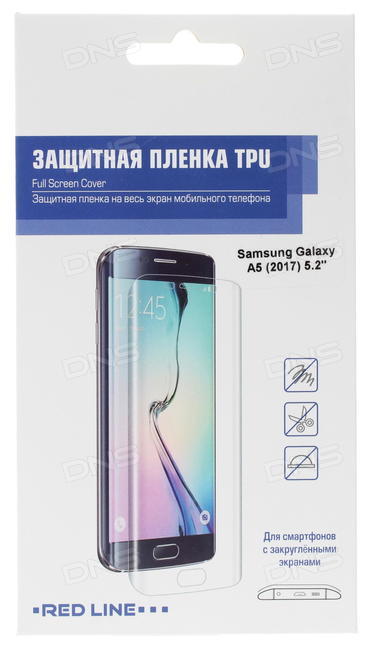 ЗАЩИТНАЯ ПЛЕНКА TPU
Full Screen Cover
Защитная пленка на весь экран мобильного телефона
Samsung Galaxy
A5 (2017) 5.2"
12:45
Для смартфонов
с закруглёнными
экранами
RED LINE
DNS